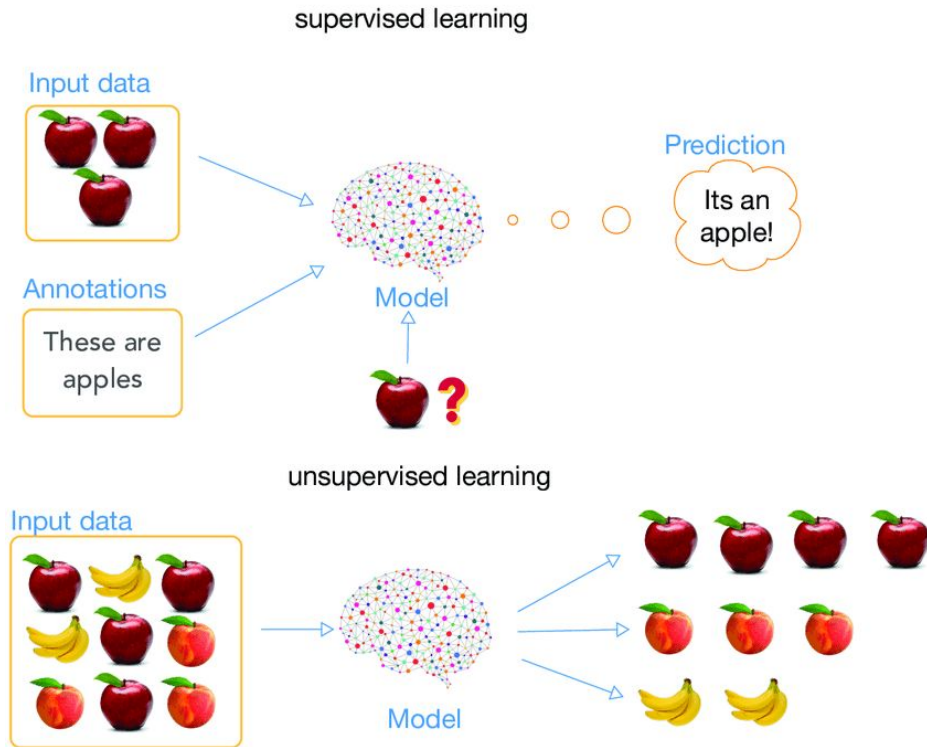 supervised learning
Input data
Prediction
Its an
apple!
Annotations
Model
These are
apples
?
unsupervised learning
Input data
Model